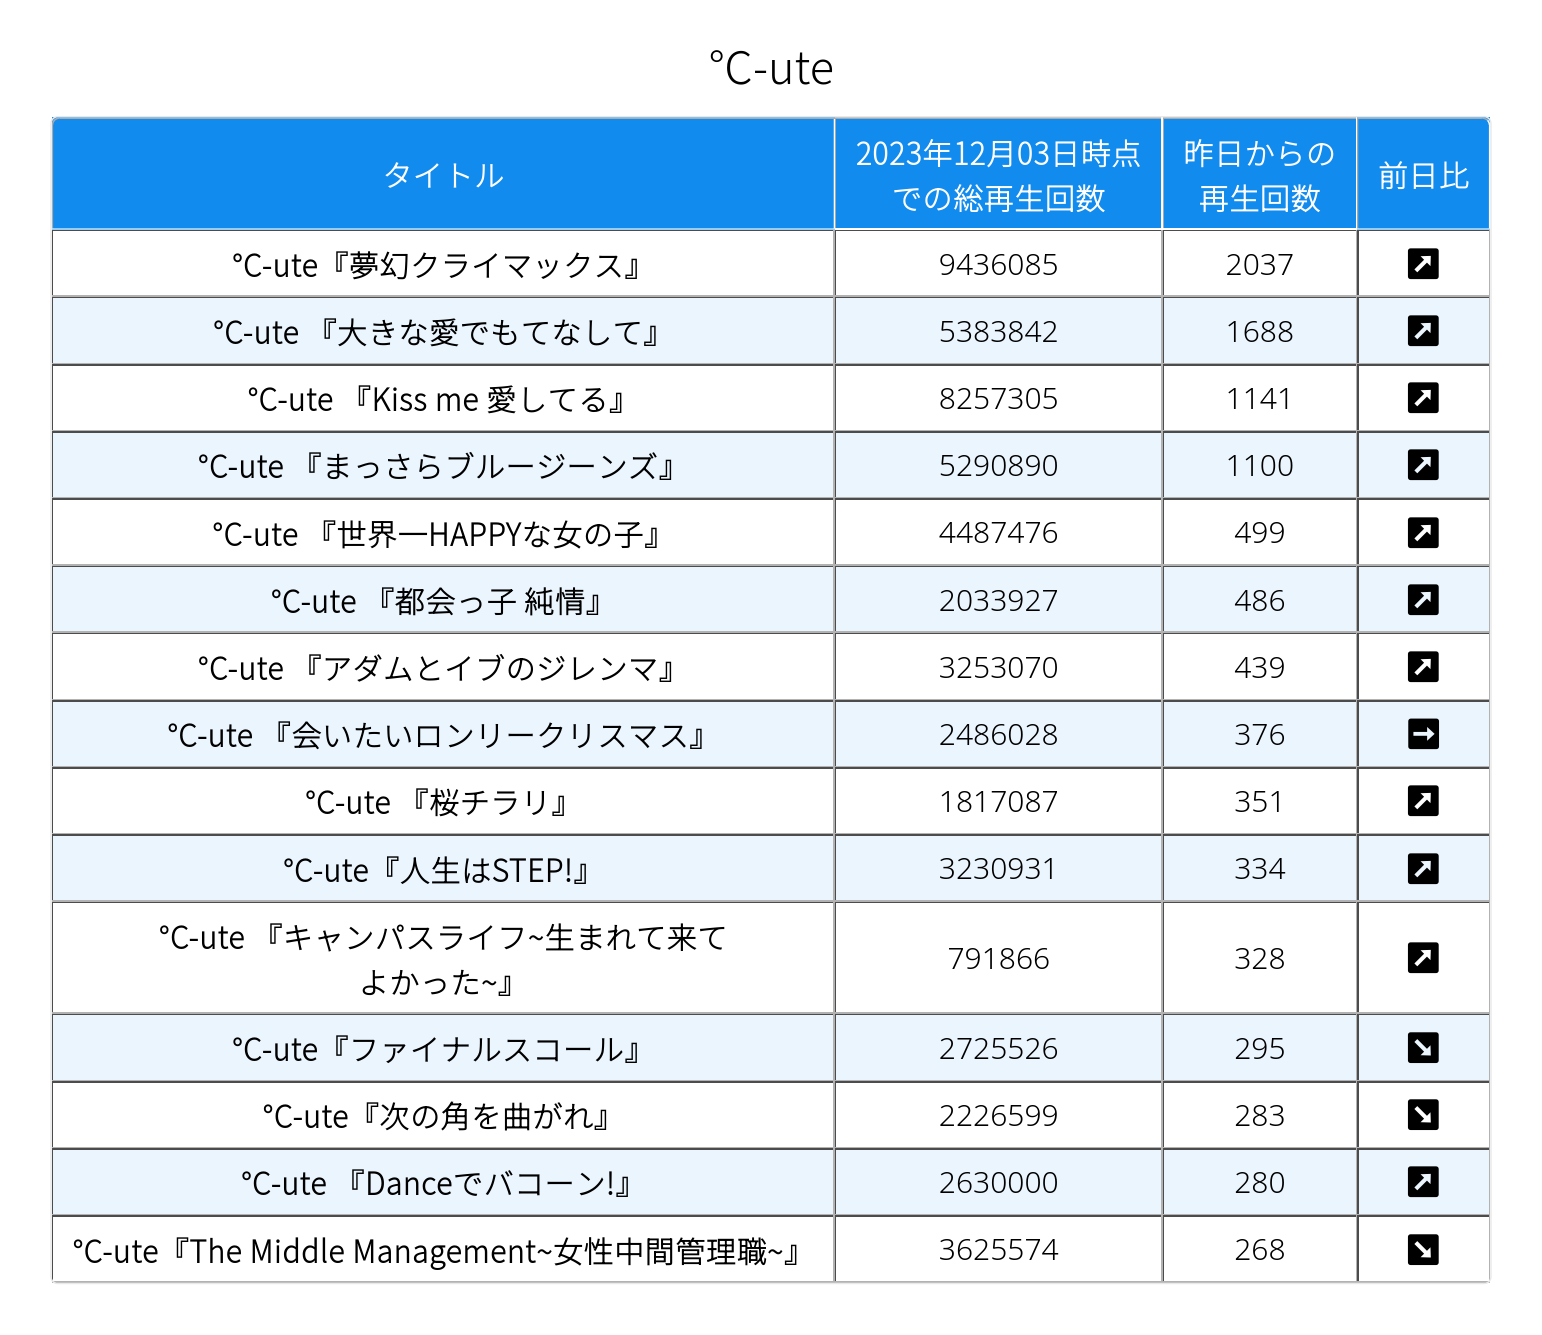 ℃-ute
タイトル
2023年12月03日時点
での総再生回数
昨日からの
再生回数
前日比
℃-ute『夢幻クライマックス』 9436085 2037 ↗
℃-ute 『大きな愛でもてなして』 5383842 1688 ↗
℃-ute 『Kiss me 愛してる』 8257305 1141 ↗
℃-ute 『まっさらブルージーンズ』 5290890 1100 ↗
℃-ute 『世界一HAPPYな女の子』 4487476 499 ↗
℃-ute 『都会っ子 純情』 2033927 486 ↗
℃-ute 『アダムとイブのジレンマ』 3253070 439 ↗
℃-ute 『会いたいロンリークリスマス』 2486028 376 →
℃-ute 『桜チラリ』 1817087 351 ↗
℃-ute『人生はSTEP!』 3230931 334 ↗
℃-ute 『キャンパスライフ~生まれて来て
よかった~』 791866 328 ↗
℃-ute『ファイナルスコール』 2725526 295 ↘
℃-ute『次の角を曲がれ』 2226599 283 ↘
℃-ute 『Danceでバコーン!』 2630000 280 ↗
℃-ute『The Middle Management~女性中間管理職~』 3625574 268 ↘